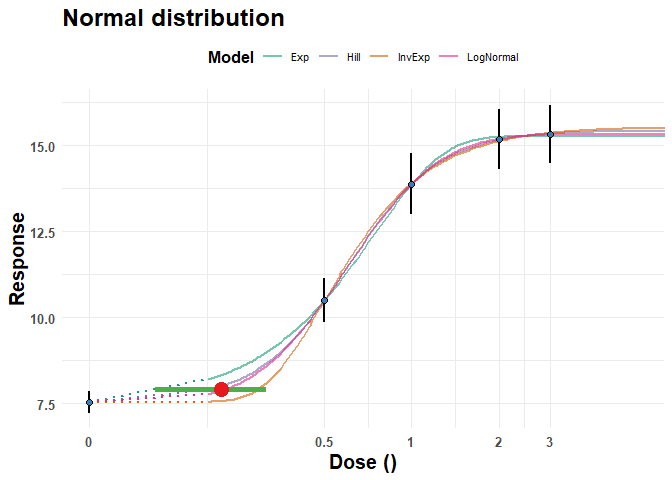 Normal distribution
Model Exp Hill InvExp LogNormal
15.0
12.5
10.0
7.5
Response
0 0.5 1 2 3
Dose ()